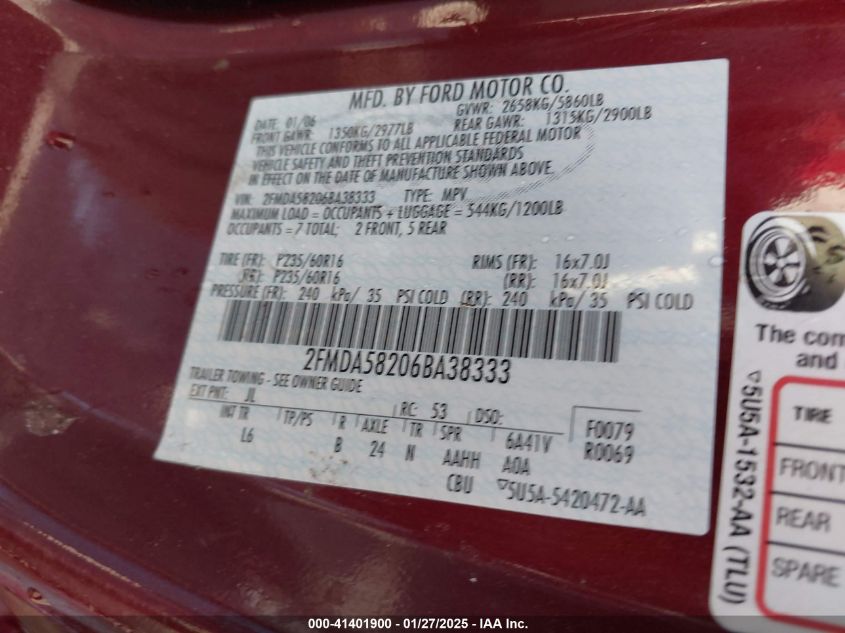 MFD. BY FORD MOTOR CO.
DATE 01/06 GVWR: 2658KG/5860LB
FRONT GAWR: 1350KG/2977LB REAR GAWR: 1315KG/2900LB
THIS VEHICLE CONFORMS TO ALL APPLICABLE FEDERAL MOTOR
VEHICLE SAFETY AND THEFT PREVENTION STANDARDS
IN EFFECT ON THE DATE OF MANUFACTURE SHOWN ABOVE.
VIN: 2FMDA58206BA38333 TYPE: MPV
MAXIMUM LOAD = OCCUPANTS + LUGGAGE = 544KG/1200LB
OCCUPANTS = 7 TOTAL; 2 FRONT, 5 REAR
TIRE (FR): P235/60R16 RIMS (FR): 16x7.0J
(RR): P235/60R16 (RR): 16x7.0J
PRESSURE (FR): 240 kPa/ 35 PSI COLD (RR): 240 kPa/ 35 PSI COLD
2FMDA58206BA38333
TRAILER TOWING - SEE OWNER GUIDE
EXT PNT: JL RC: 53 DSO: F0079
INT TR TP/PS R AXLE TR SPR 6A41V R0069
L6 B 24 N AAHH AOA
CBU ▽5U5A-5420472-AA
The com
and
TIRE
FRONT
REAR
SPARE
▽5U5A-1532-AA (TLU)
000-41401900 - 01/27/2025 - IAA Inc.